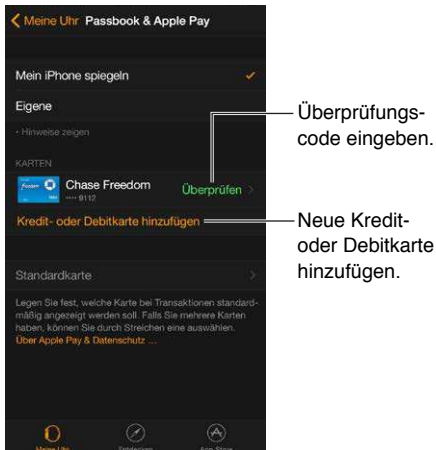 Meine Uhr Passbook & Apple Pay
Mein iPhone spiegeln
Eigene
• Hinweise zeigen
KARTEN
Chase Freedom
•••• 9112
Überprüfen
Kredit- oder Debitkarte hinzufügen
Standardkarte
Legen Sie fest, welche Karte bei Transaktionen standard-
mäßig angezeigt werden soll. Falls Sie mehrere Karten
haben, können Sie durch Streichen eine auswählen.
Über Apple Pay & Datenschutz ...
Meine Uhr
Entdecken
App Store
Überprüfungs-
code eingeben.
Neue Kredit-
oder Debitkarte
hinzufügen.